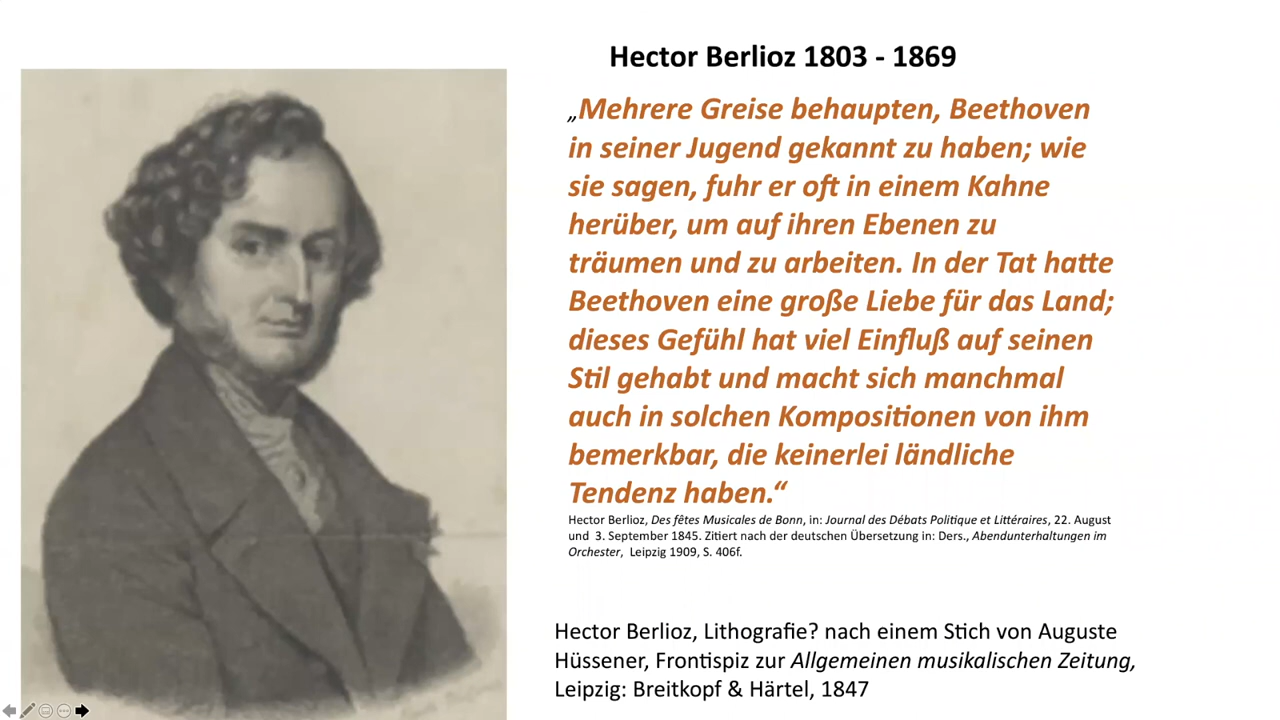 Hector Berlioz 1803 - 1869
„Mehrere Greise behaupten, Beethoven
in seiner Jugend gekannt zu haben; wie
sie sagen, fuhr er oft in einem Kahne
herüber, um auf ihren Ebenen zu
träumen und zu arbeiten. In der Tat hatte
Beethoven eine große Liebe für das Land;
dieses Gefühl hat viel Einfluß auf seinen
Stil gehabt und macht sich manchmal
auch in solchen Kompositionen von ihm
bemerkbar, die keinerlei ländliche
Tendenz haben.“
Hector Berlioz, Des fêtes Musicales de Bonn, in: Journal des Débats Politique et Littéraires, 22. August
und 3. September 1845. Zitiert nach der deutschen Übersetzung in: Ders., Abendunterhaltungen im
Orchester, Leipzig 1909, S. 406f.
Hector Berlioz, Lithografie? nach einem Stich von Auguste
Hüssener, Frontispiz zur Allgemeinen musikalischen Zeitung,
Leipzig: Breitkopf & Härtel, 1847